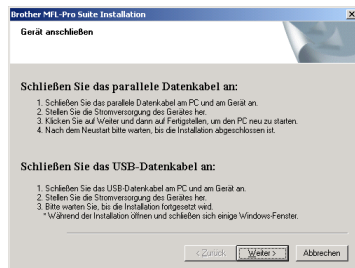 Brother MFL-Pro Suite Installation
Gerät anschließen
Schließen Sie das parallele Datenkabel an:
1. Schließen Sie das parallele Datenkabel am PC und am Gerät an.
2. Stellen Sie die Stromversorgung des Gerätes her.
3. Klicken Sie auf Weiter und dann auf Fertigstellen, um den PC neu zu starten.
4. Nach dem Neustart bitte warten, bis die Installation abgeschlossen ist.
Schließen Sie das USB-Datenkabel an:
1. Schließen Sie das USB-Datenkabel am PC und am Gerät an.
2. Stellen Sie die Stromversorgung des Gerätes her.
3. Bitte warten Sie, bis die Installation fortgesetzt wird.
* Während der Installation öffnen und schließen sich einige Windows-Fenster.
< Zurück Weiter > Abbrechen